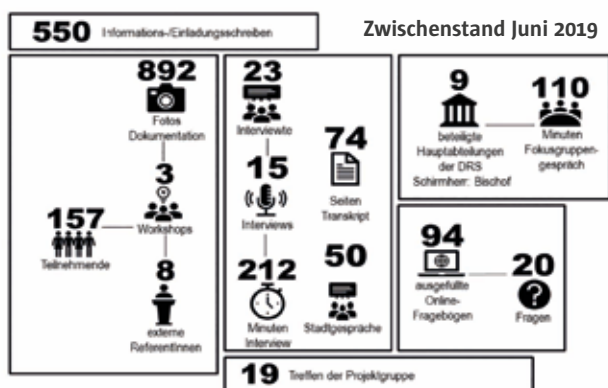 550 Informations-/Einladungsschreiben
Zwischenstand Juni 2019
892
Fotos
Dokumentation
3
Workshops
157
Teilnehmende
8
externe
ReferentInnen
23
Interviewte
15
Interviews
212
Minuten
Interview
74
Seiten
Transkript
50
Stadtgespräche
9
beteiligte
Hauptabteilungen
der DRS
Schirmherr: Bischof
110
Minuten
Fokusgruppen-
gespräch
94
ausgefüllte
Online-
Fragebögen
20
Fragen
19 Treffen der Projektgruppe